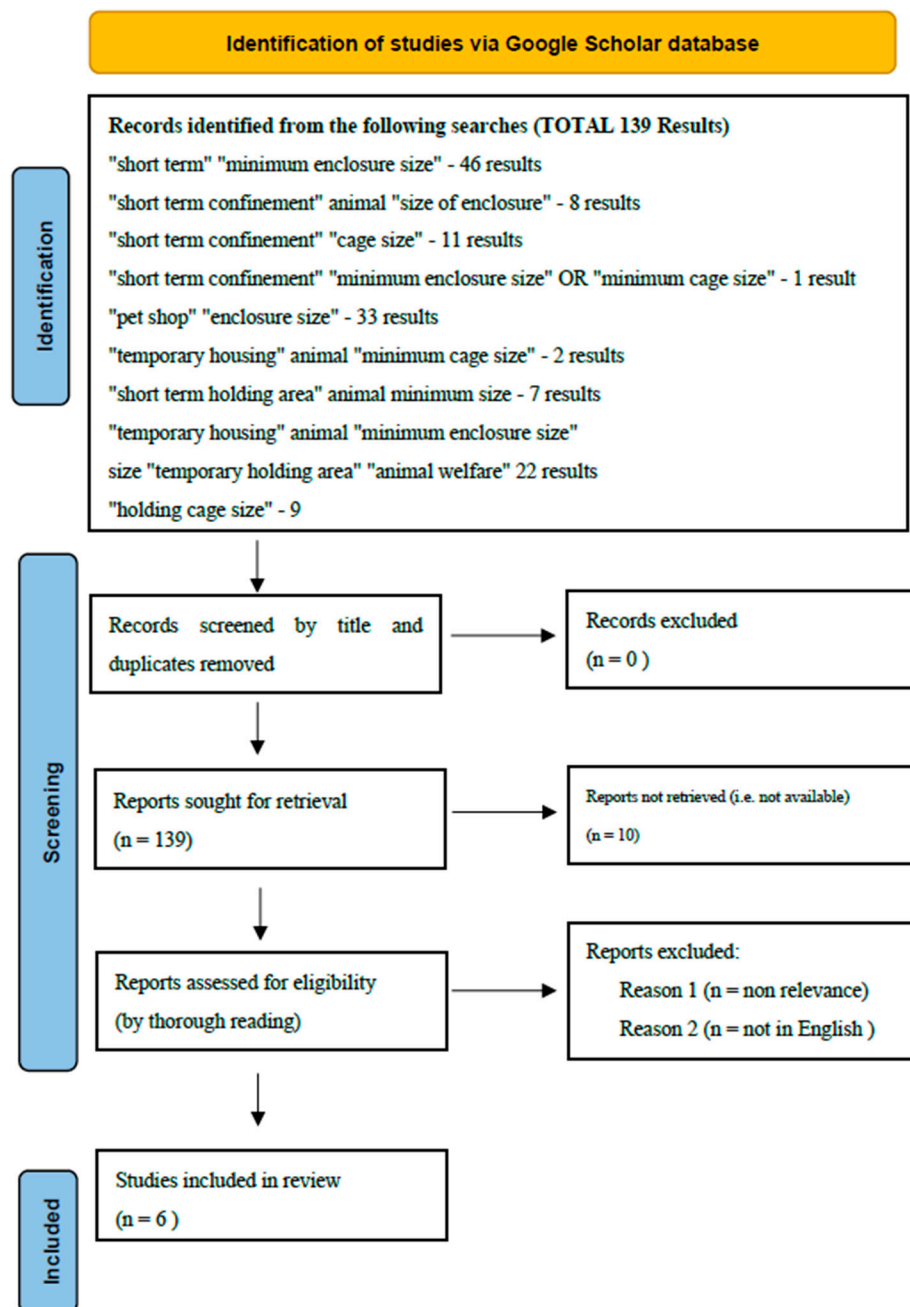 Identification of studies via Google Scholar database
Identification
Records identified from the following searches (TOTAL 139 Results)
"short term" "minimum enclosure size" - 46 results
"short term confinement" animal "size of enclosure" - 8 results
"short term confinement" "cage size" - 11 results
"short term confinement" "minimum enclosure size" OR "minimum cage size" - 1 result
"pet shop" "enclosure size" - 33 results
"temporary housing" animal "minimum cage size" - 2 results
"short term holding area" animal minimum size - 7 results
"temporary housing" animal "minimum enclosure size"
size "temporary holding area" "animal welfare" 22 results
"holding cage size" - 9
Screening
Records screened by title and
duplicates removed
Records excluded
(n = 0 )
Reports sought for retrieval
(n = 139)
Reports not retrieved (i.e. not available)
(n = 10)
Reports assessed for eligibility
(by thorough reading)
Reports excluded:
Reason 1 (n = non relevance)
Reason 2 (n = not in English )
Included
Studies included in review
(n = 6 )